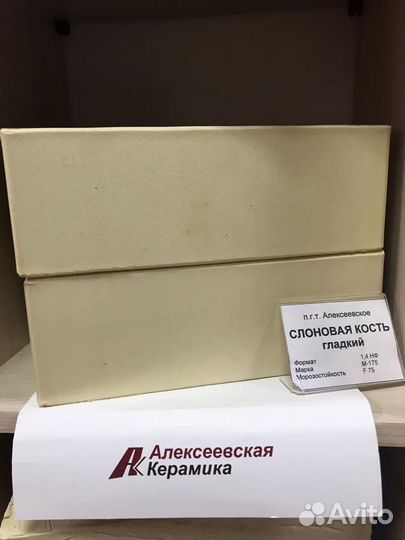 п.г.т. Алексеевское
СЛОНОВАЯ КОСТЬ
гладкий
Формат 1,4 НФ
Марка М-175
Морозостойкость F 75
Алексеевская
Керамика
Avito